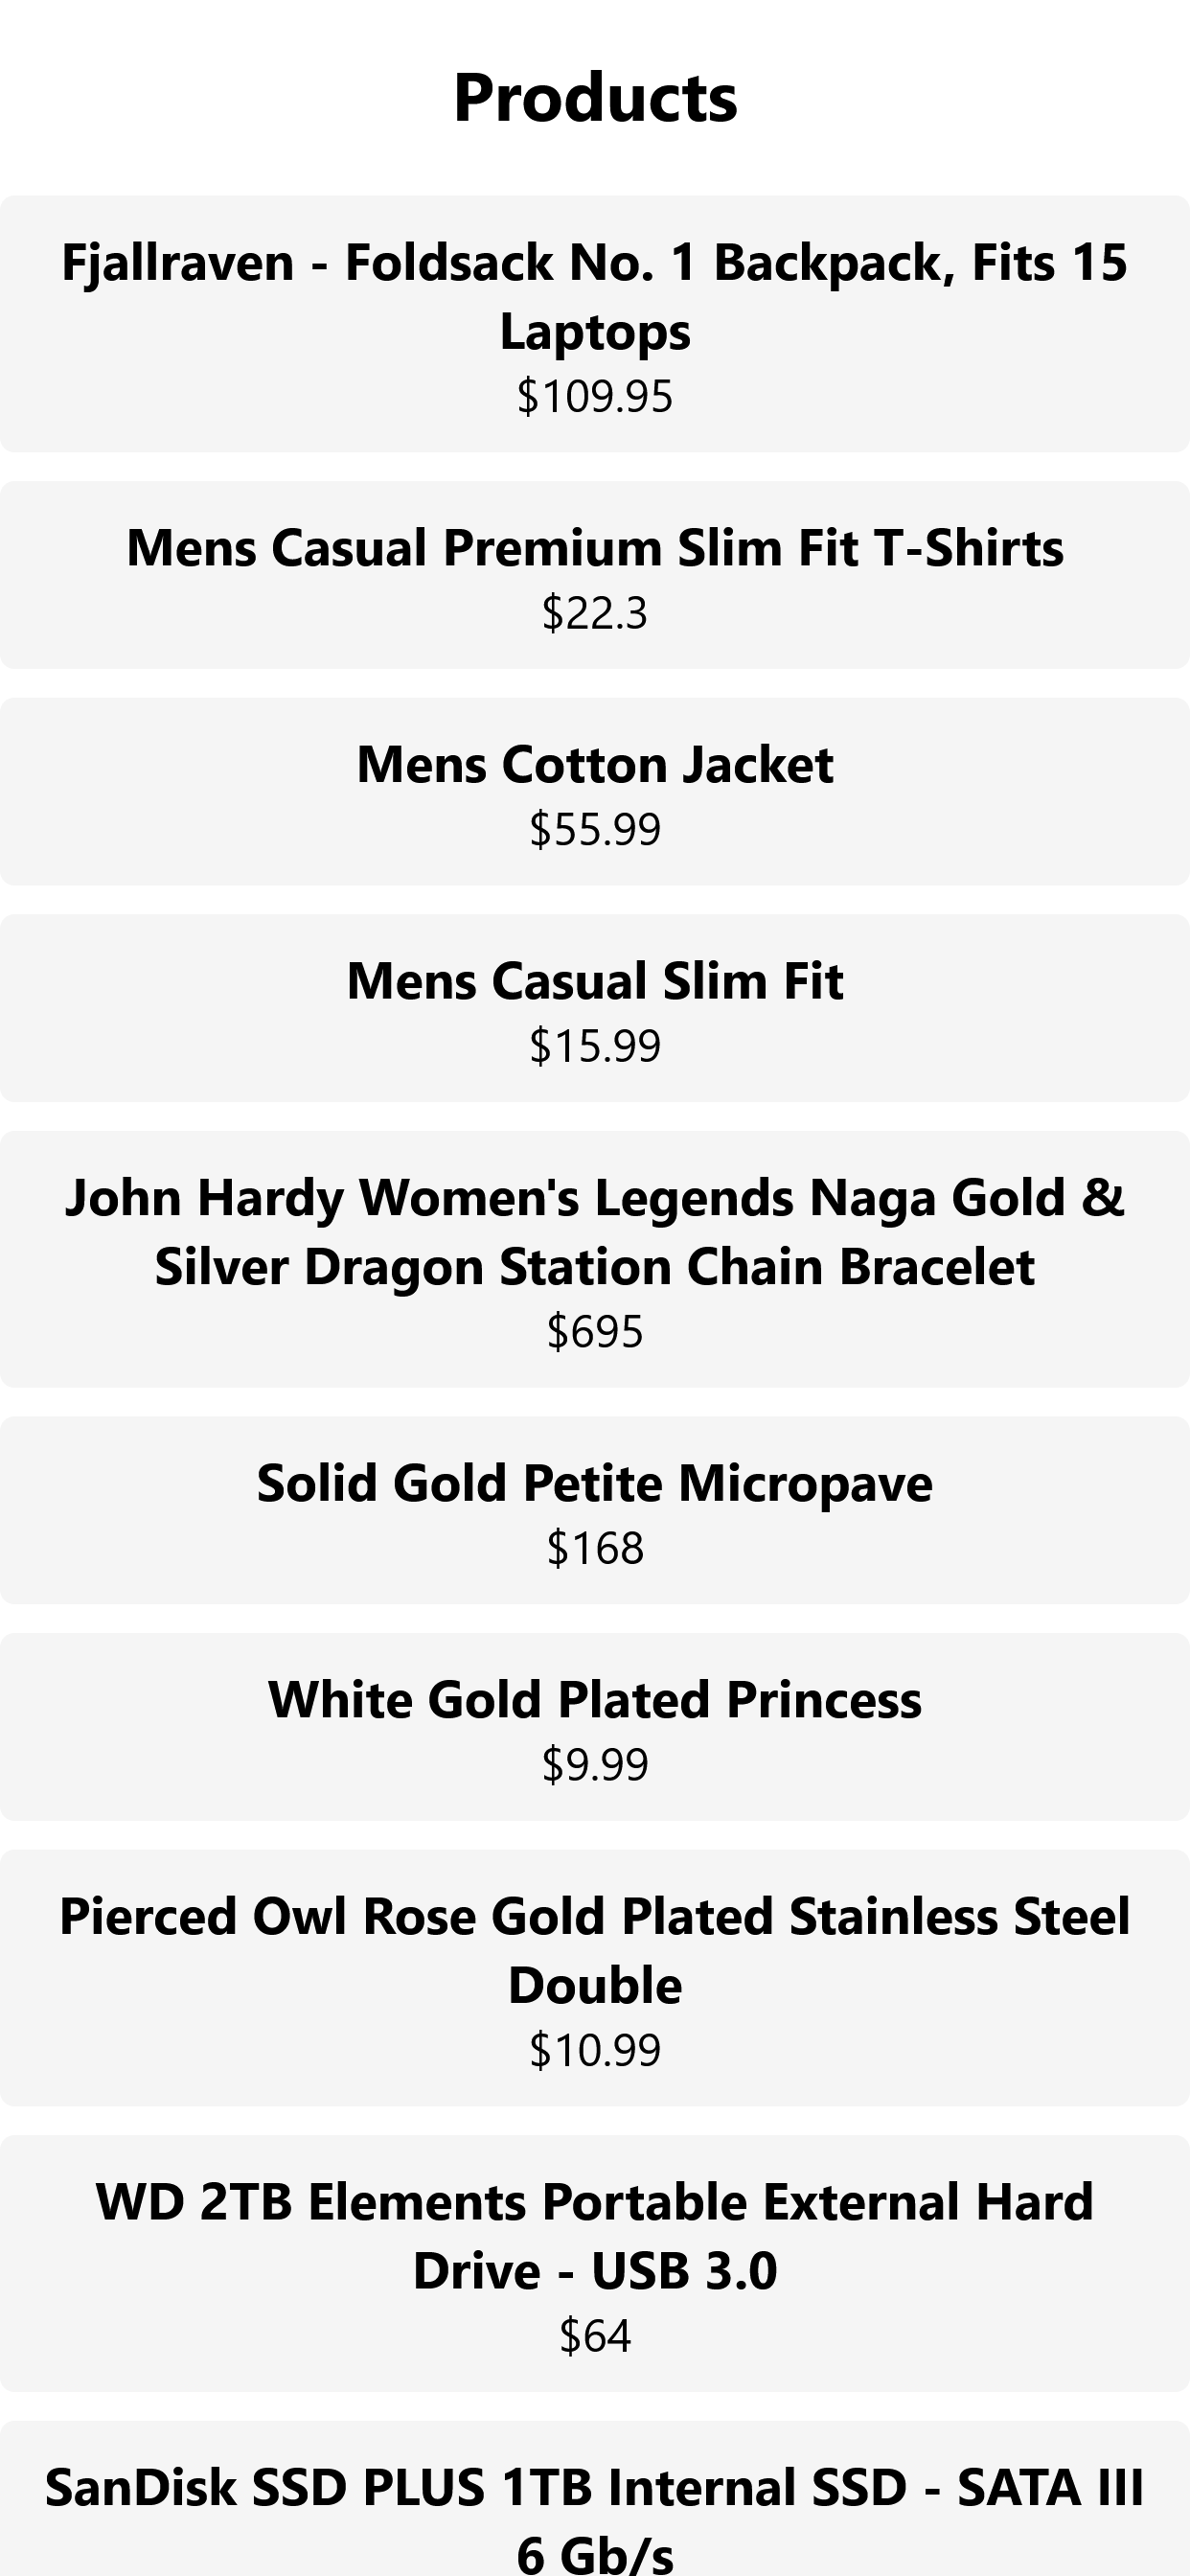 Products
Fjallraven - Foldsack No. 1 Backpack, Fits 15
Laptops
$109.95
Mens Casual Premium Slim Fit T-Shirts
$22.3
Mens Cotton Jacket
$55.99
Mens Casual Slim Fit
$15.99
John Hardy Women's Legends Naga Gold &
Silver Dragon Station Chain Bracelet
$695
Solid Gold Petite Micropave
$168
White Gold Plated Princess
$9.99
Pierced Owl Rose Gold Plated Stainless Steel
Double
$10.99
WD 2TB Elements Portable External Hard
Drive - USB 3.0
$64
SanDisk SSD PLUS 1TB Internal SSD - SATA III
6 Gb/s